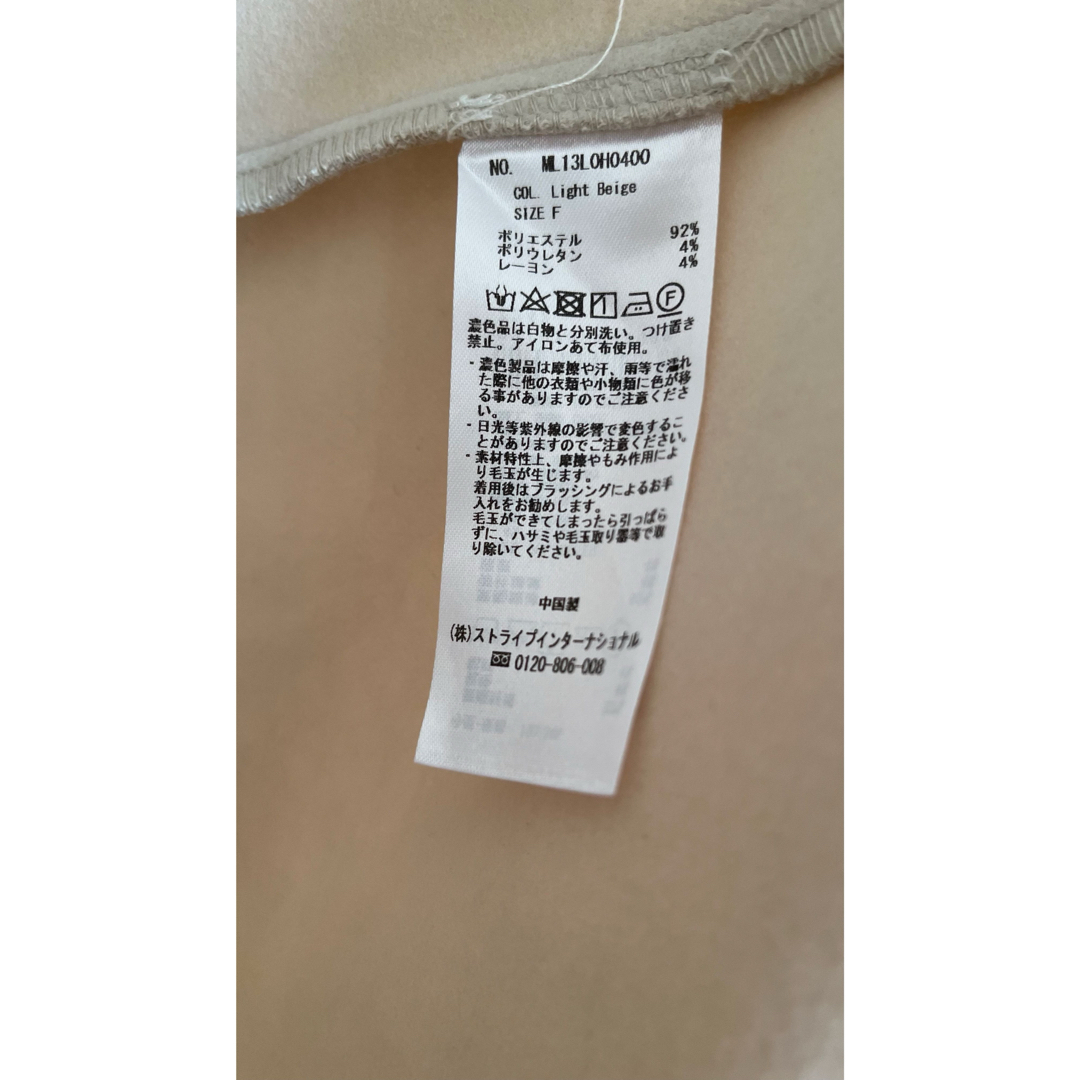 NO. ML13L0H0400
COL. Light Beige
SIZE F
ポリエステル 92%
ポリウレタン 4%
レーヨン 4%
F
濃色品は白物と分別洗い。つけ置き
禁止。アイロンあて布使用。
・濃色製品は摩擦や汗、雨等で濡れ
た際に他の衣類や小物類に色が移
る事がありますのでご注意くださ
い。
・日光等紫外線の影響で変色するこ
とがありますのでご注意ください。
・素材特性上、摩擦やもみ作用によ
り毛玉が生じます。
着用後はブラッシングによるお手
入れをお勧めします。
毛玉ができてしまったら引っぱら
ずに、ハサミや毛玉取り器等で取
り除いてください。
中国製
(株)ストライプインターナショナル
0120-806-008